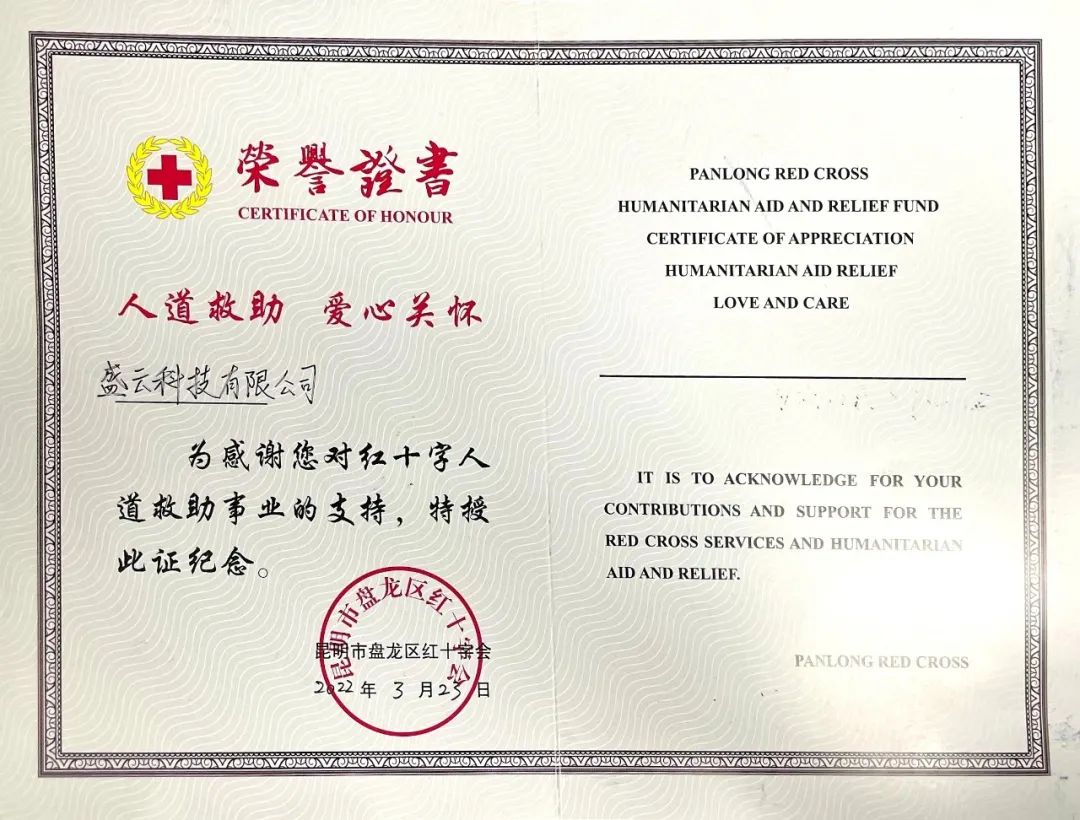 榮譽證書
CERTIFICATE OF HONOUR
人道救助 爱心关怀
盛云科技有限公司
为感谢您对红十字人
道救助事业的支持，特授
此证纪念。
昆明市盘龙区红十字会
昆明市盘龙区红十字会
2022年3月23日
PANLONG RED CROSS
HUMANITARIAN AID AND RELIEF FUND
CERTIFICATE OF APPRECIATION
HUMANITARIAN AID RELIEF
LOVE AND CARE
IT IS TO ACKNOWLEDGE FOR YOUR
CONTRIBUTIONS AND SUPPORT FOR THE
RED CROSS SERVICES AND HUMANITARIAN
AID AND RELIEF.
PANLONG RED CROSS